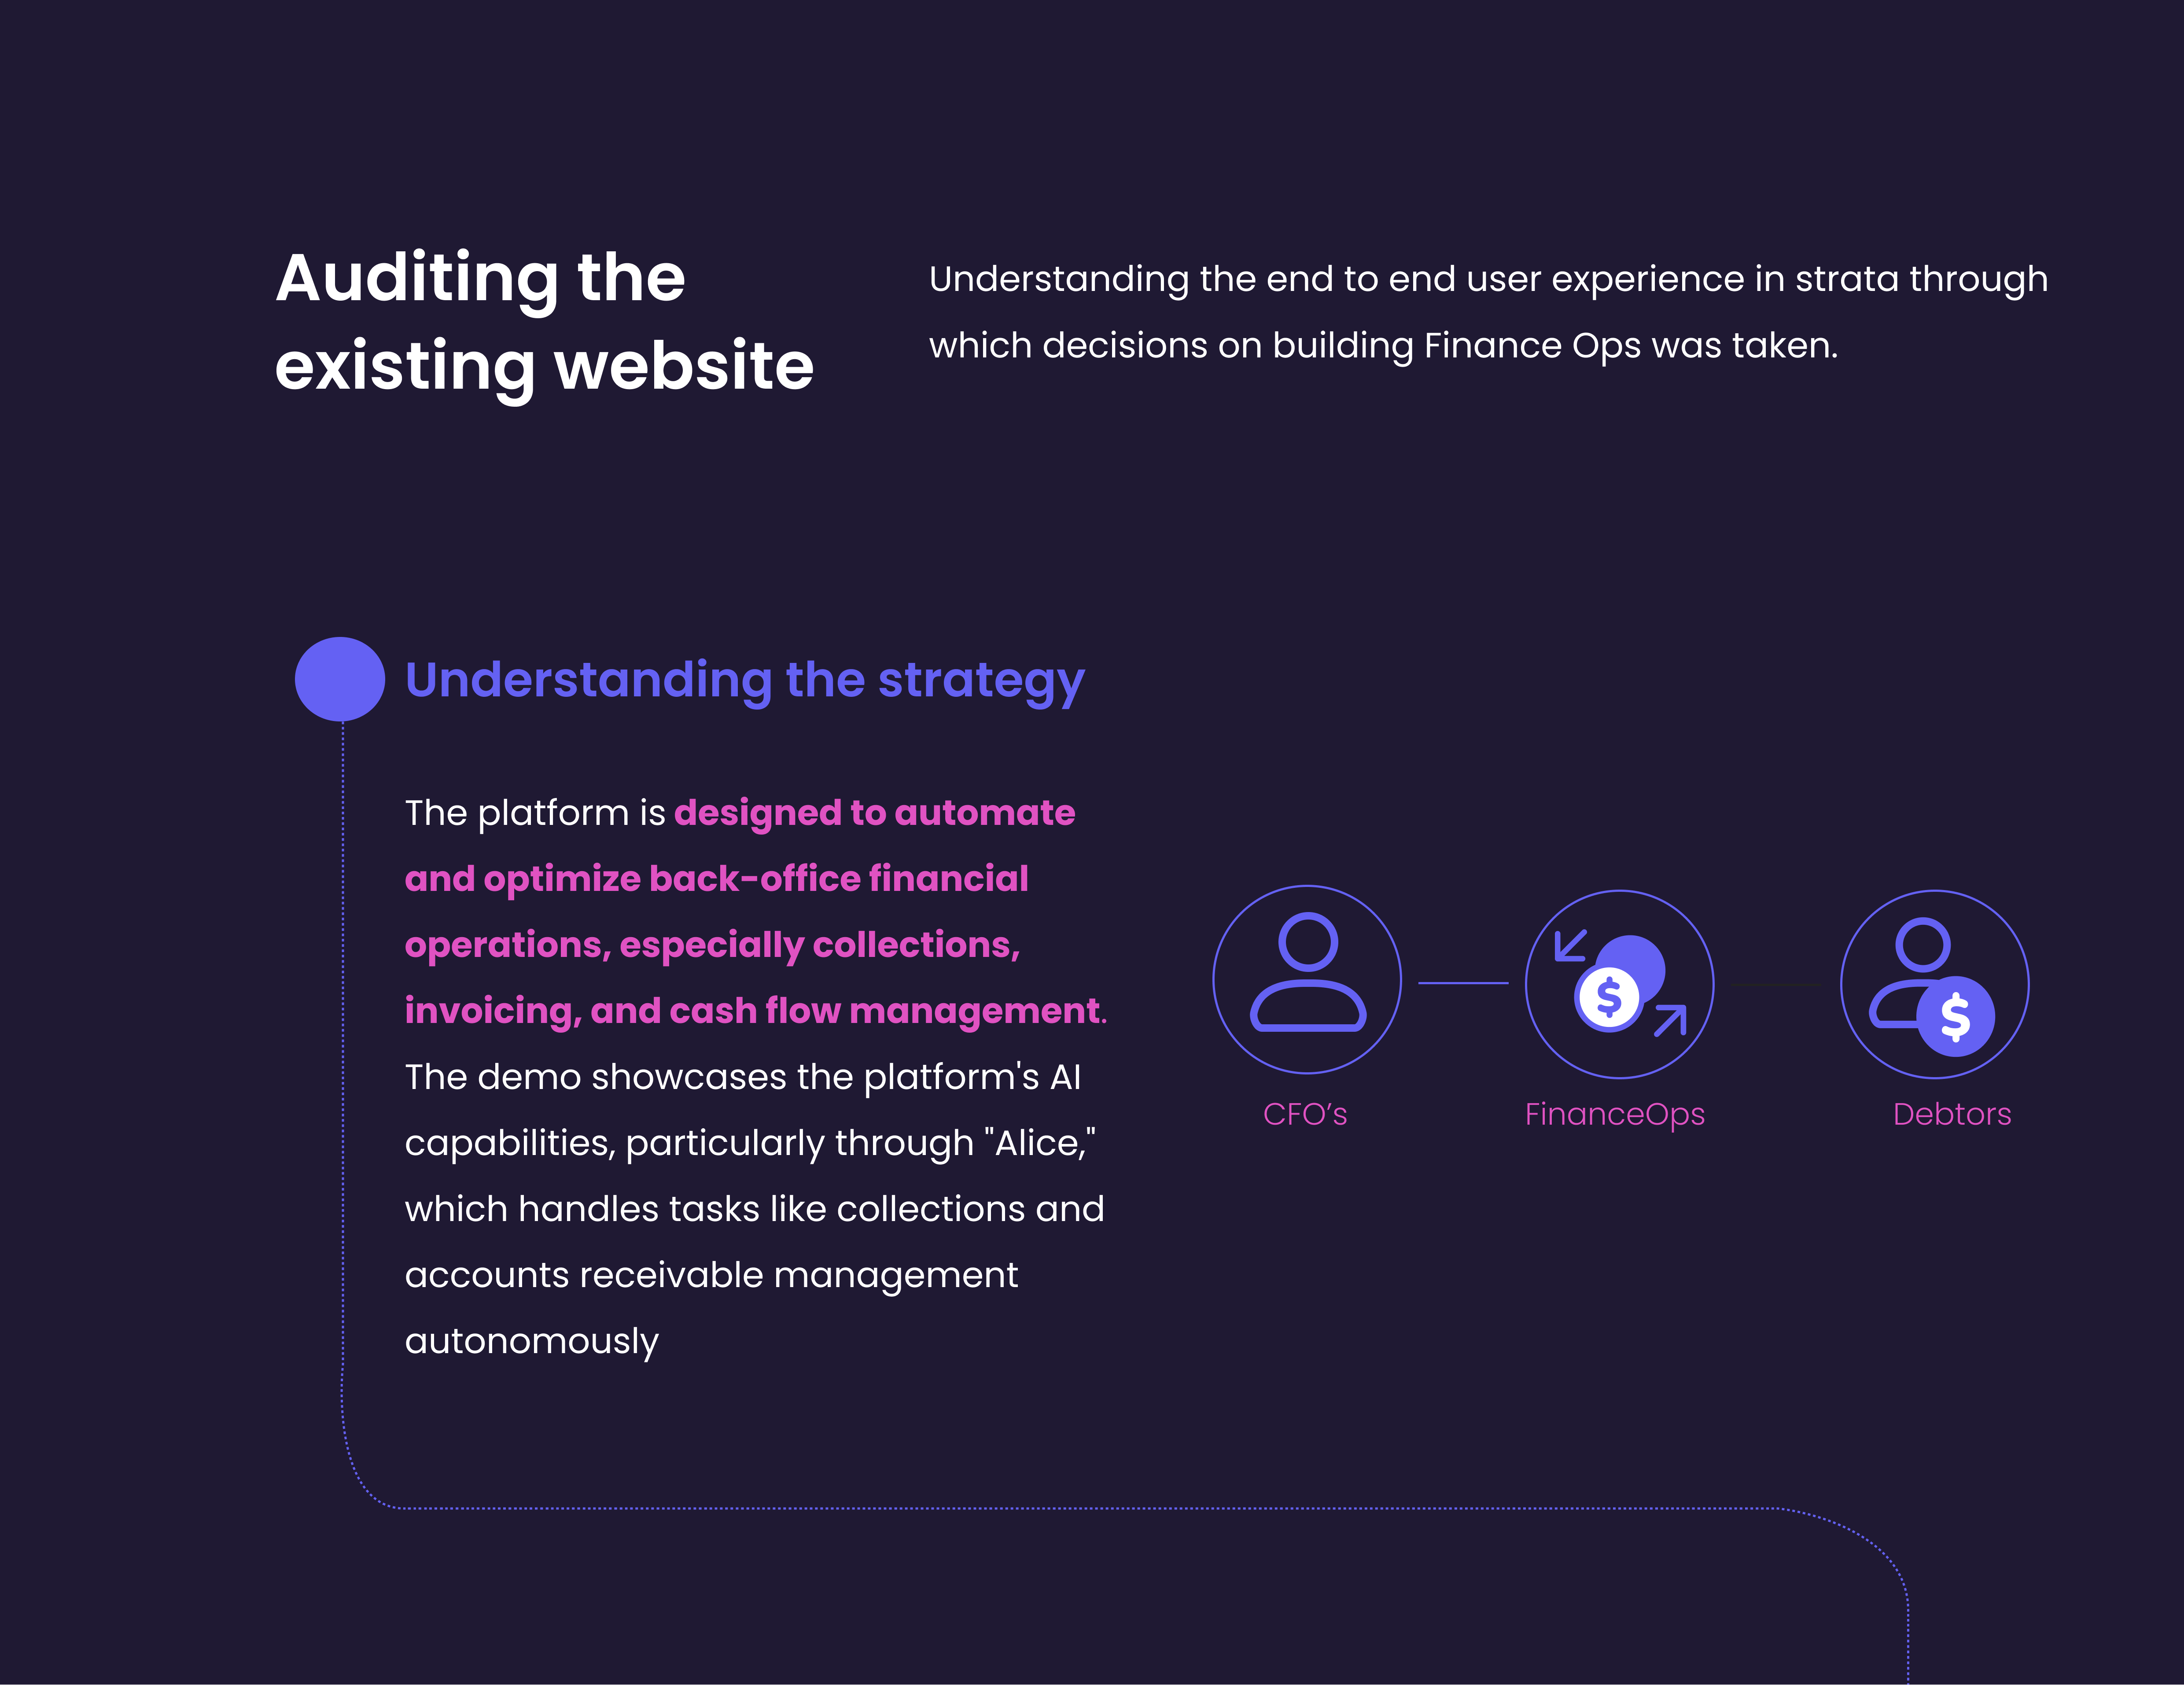 Auditing the
existing website
Understanding the end to end user experience in strata through
which decisions on building Finance Ops was taken.
Understanding the strategy
The platform is designed to automate
and optimize back-office financial
operations, especially collections,
invoicing, and cash flow management.
The demo showcases the platform's AI
capabilities, particularly through "Alice,"
which handles tasks like collections and
accounts receivable management
autonomously
$
$
CFO’s
FinanceOps
Debtors